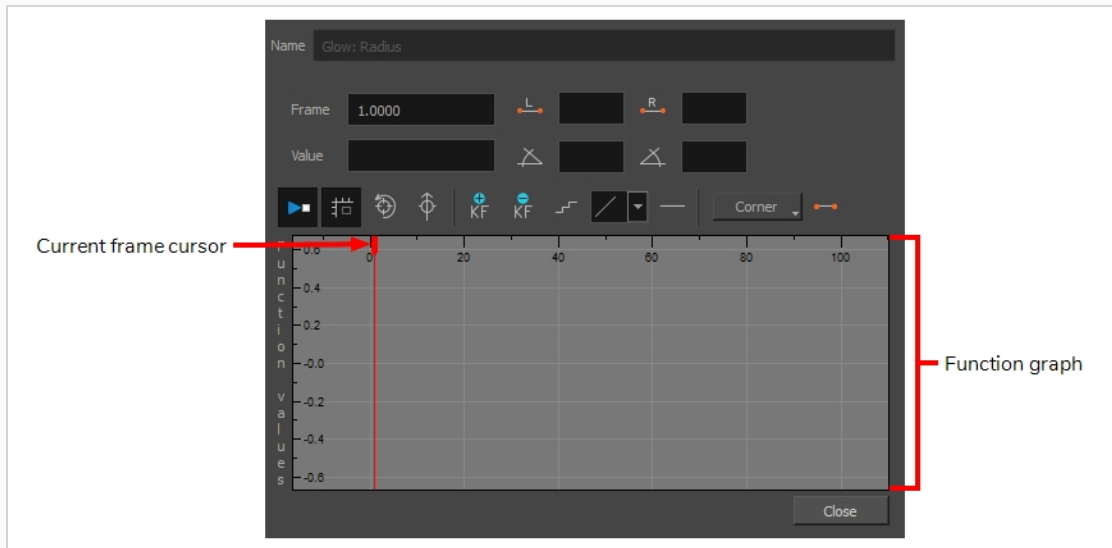 Name Glow: Radius
Frame 1.0000 L R
Value
KF KF Corner
Current frame cursor
Function values
0 20 40 60 80 100
-0.6
-0.4
-0.2
-0.0
-0.2
-0.4
-0.6
Function graph
Close